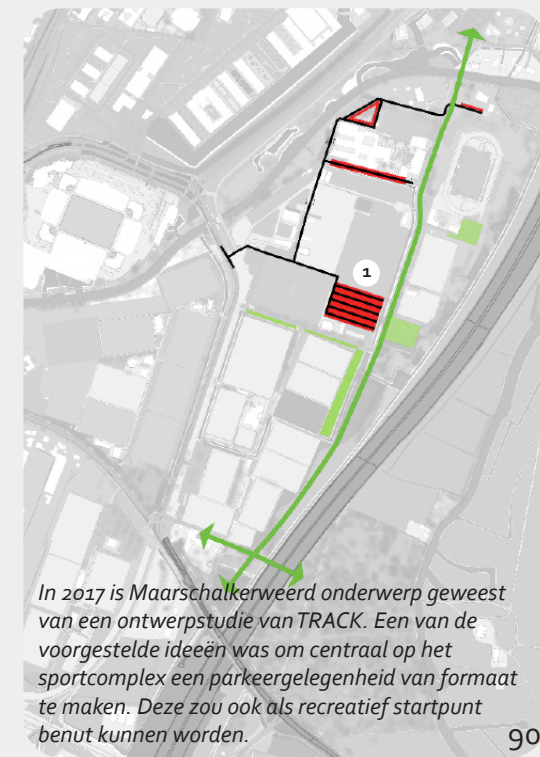 1
In 2017 is Maarschalkerweerd onderwerp geweest
van een ontwerpstudie van TRACK. Een van de
voorgestelde ideeën was om centraal op het
sportcomplex een parkeergelegenheid van formaat
te maken. Deze zou ook als recreatief startpunt
benut kunnen worden.
90